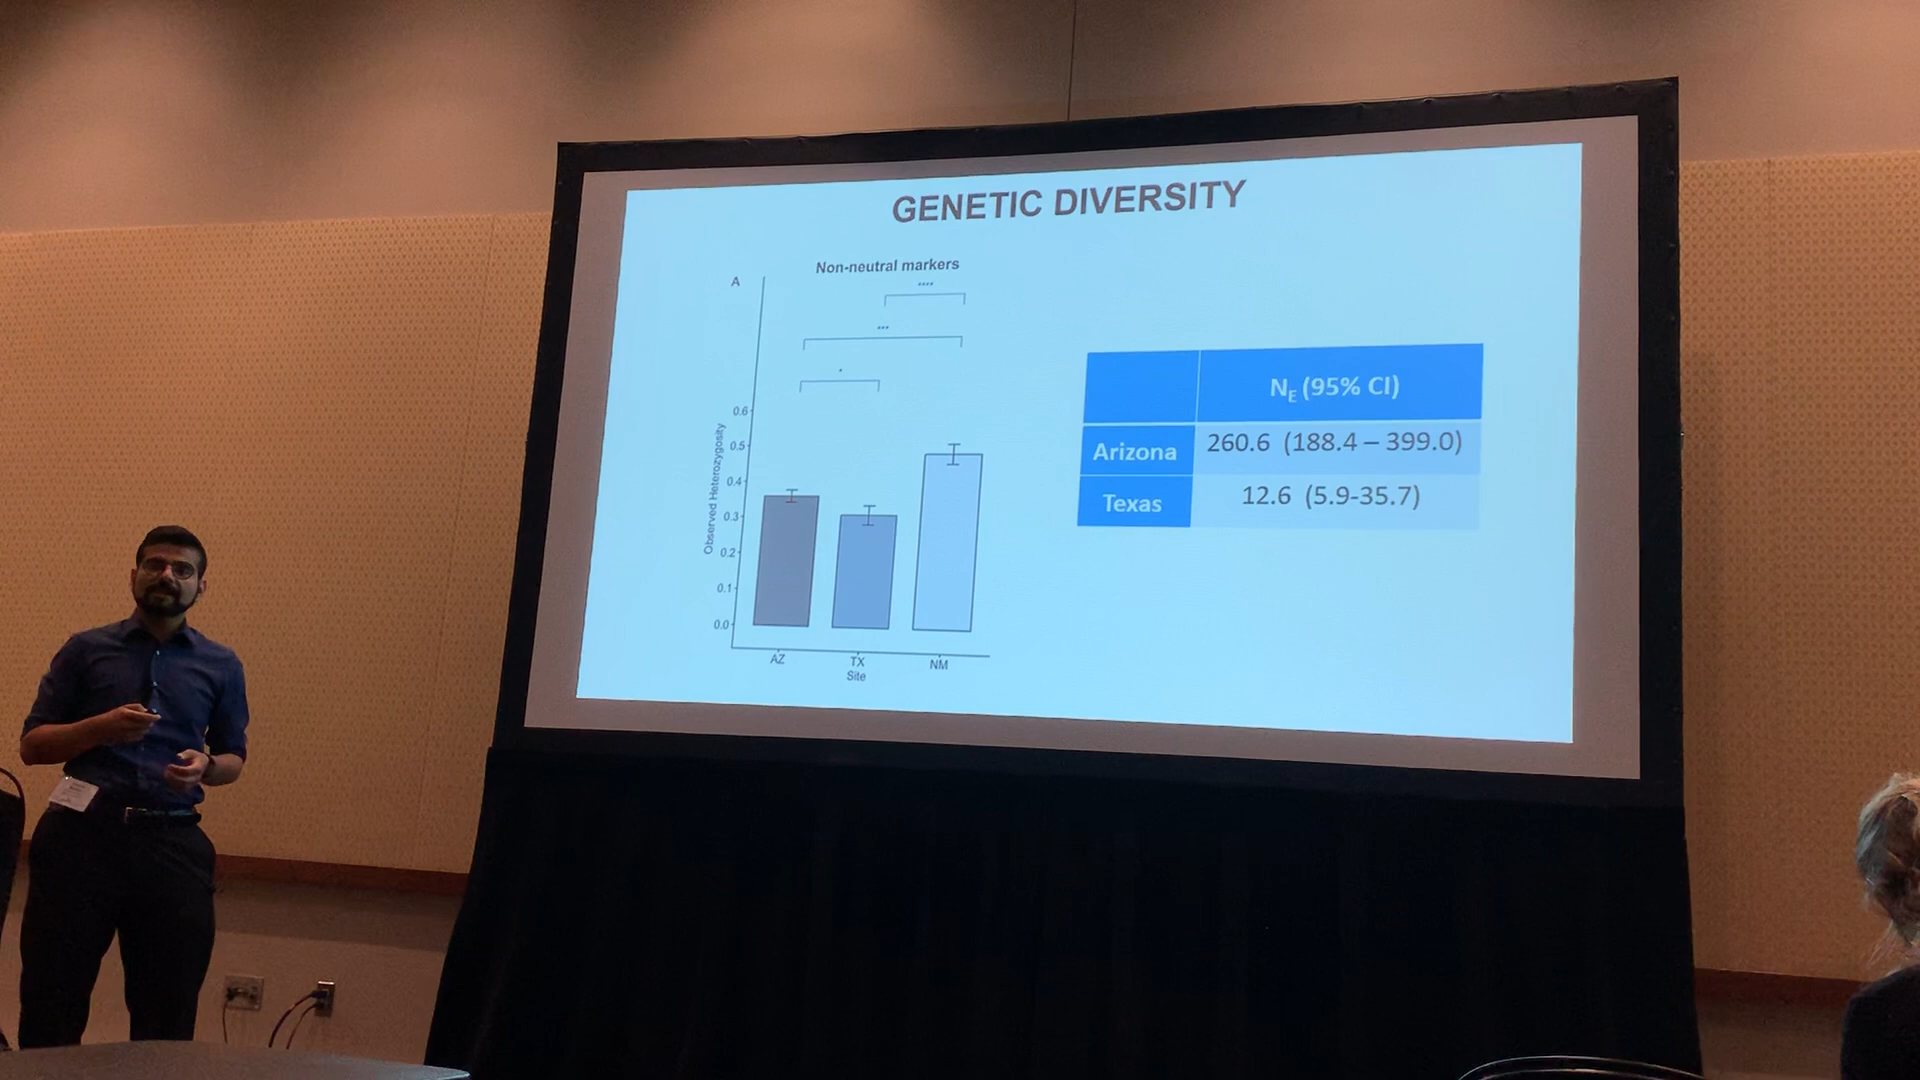 GENETIC DIVERSITY
Non-neutral markers
A
****
***
*
Observed Heterozygosity
0.6
0.5
0.4
0.3
0.2
0.1
0.0
AZ
TX
NM
Site
NE (95% CI)
Arizona
260.6 (188.4 – 399.0)
Texas
12.6 (5.9-35.7)